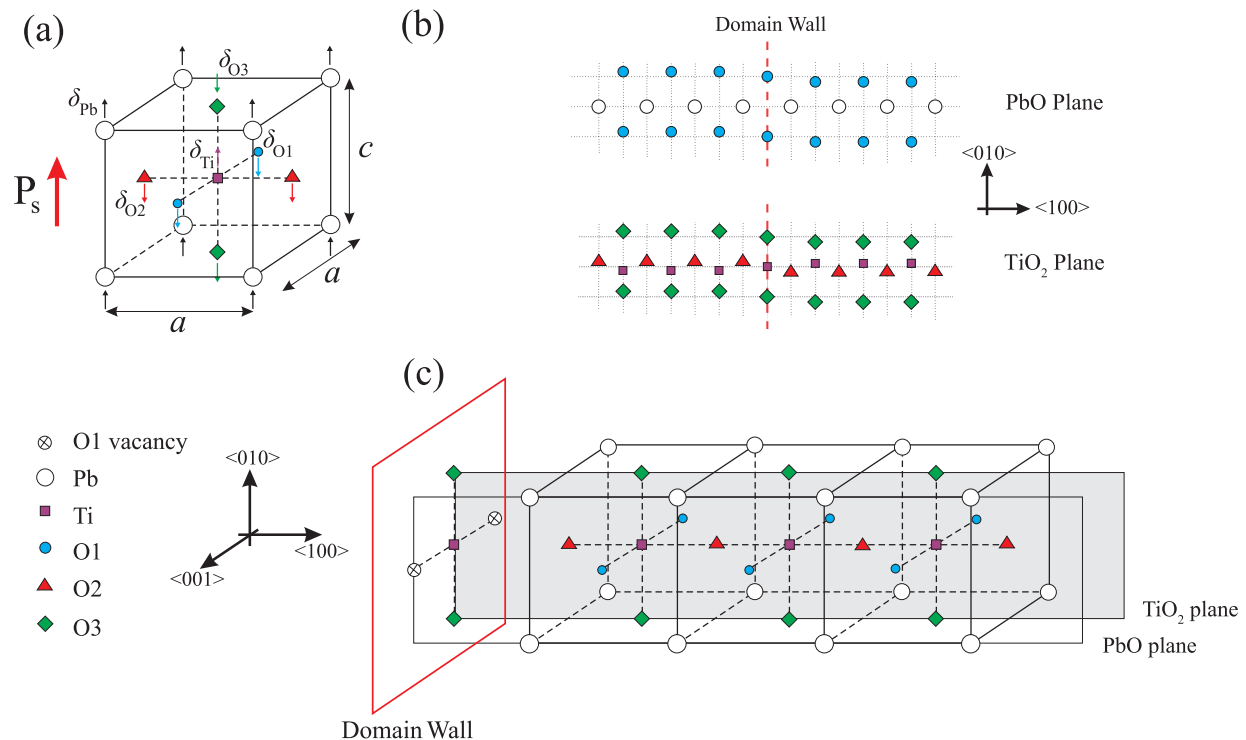 (a)
δO3
δPb
δTi
δO1
δO2
Ps
c
a
a
(b)
Domain Wall
PbO Plane
<010>
<100>
TiO2 Plane
(c)
O1 vacancy
Pb
Ti
O1
O2
O3
<010>
<100>
<001>
TiO2 plane
PbO plane
Domain Wall